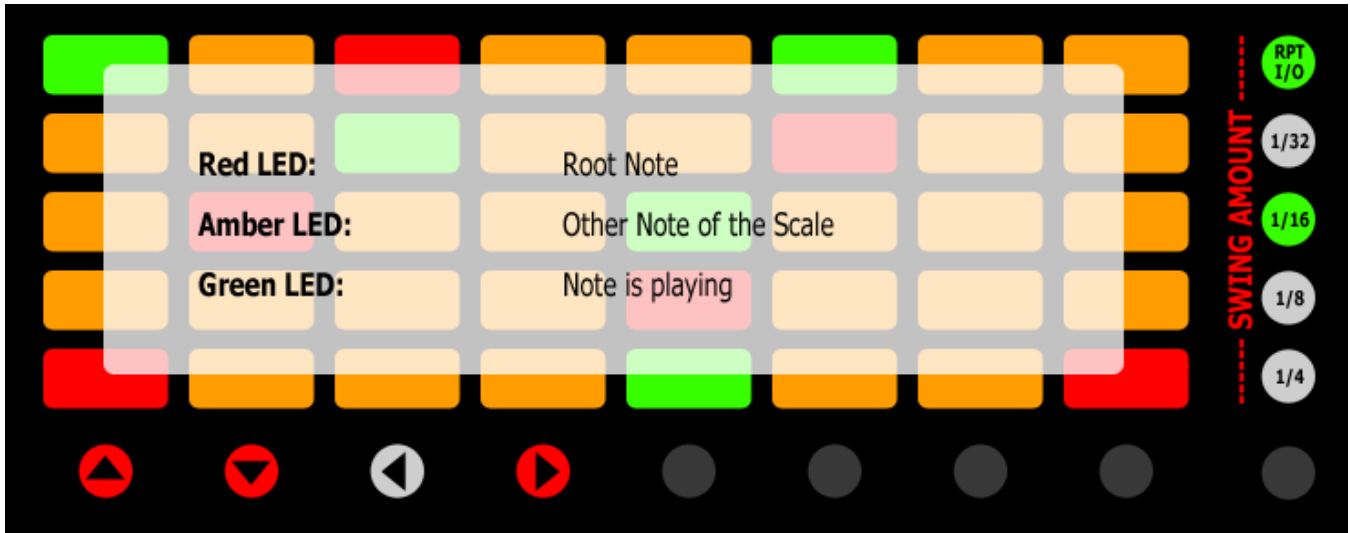 Red LED: Root Note
Amber LED: Other Note of the Scale
Green LED: Note is playing
------ SWING AMOUNT ------
RPT
I/O
1/32
1/16
1/8
1/4